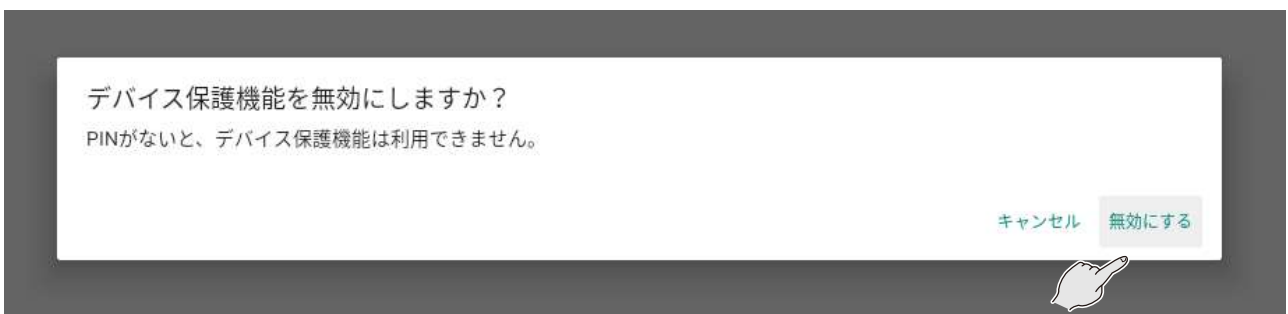 デバイス保護機能を無効にしますか？
PINがないと、デバイス保護機能は利用できません。
キャンセル 無効にする